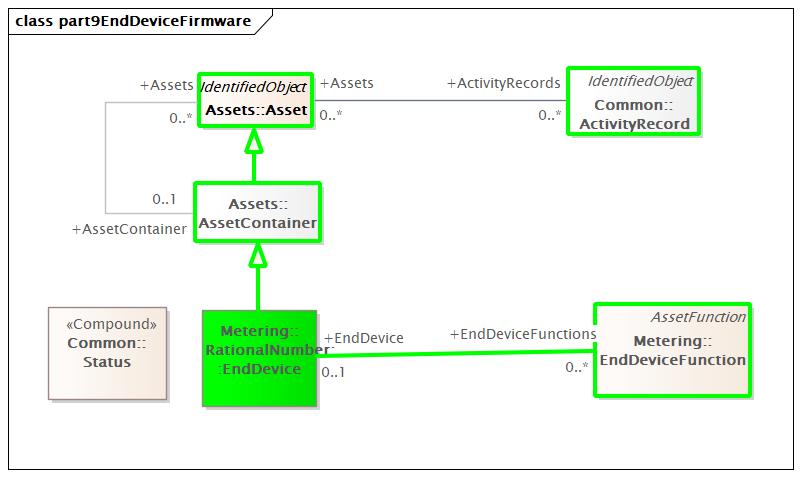 class part9EndDeviceFirmware
+Assets
0..*
IdentifiedObject
Assets::Asset
+Assets
0..*
+ActivityRecords
0..*
IdentifiedObject
Common::
ActivityRecord
0..1
+AssetContainer
Assets::
AssetContainer
«Compound»
Common::
Status
Metering::
RationalNumber:
:EndDevice
+EndDevice
0..1
+EndDeviceFunctions
0..*
AssetFunction
Metering::
EndDeviceFunction